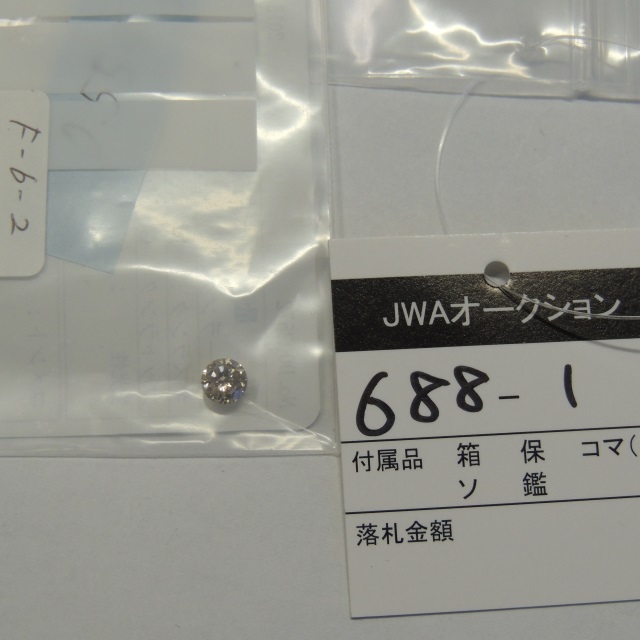 F-6-2
JWAオークション
688-1
付属品 箱 保 コマ(
ソ 鑑
落札金額